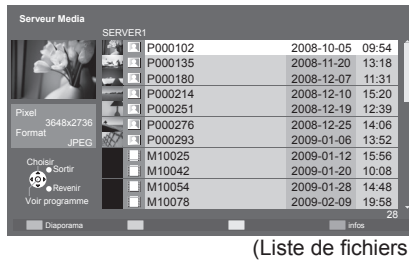 Serveur Media
SERVER1
P000102 2008-10-05 09:54
P000135 2008-11-20 13:18
P000180 2008-12-07 11:31
P000214 2008-12-10 15:20
P000251 2008-12-19 12:39
P000276 2008-12-25 14:06
P000293 2009-01-06 13:52
M10025 2009-01-12 15:56
M10042 2009-01-20 10:08
M10054 2009-01-28 14:48
M10078 2009-02-09 19:58
28
Pixel
3648x2736
Format
JPEG
Choisir
Sortir
Revenir
Voir programme
Diaporama
infos
(Liste de fichiers